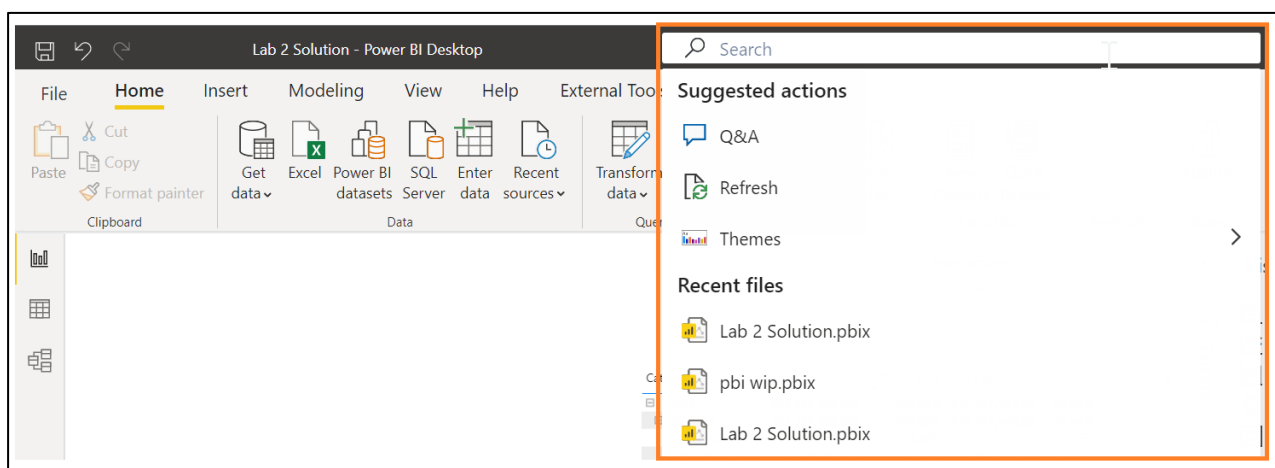 Lab 2 Solution - Power BI Desktop
Search
File Home Insert Modeling View Help External
Paste
Cut
Copy
Format painter
Clipboard
Get data
Excel
Power BI datasets
SQL Server
Enter data
Recent sources
Data
Transform data
Suggested actions
Q&A
Refresh
Themes
Recent files
Lab 2 Solution.pbix
pbi wip.pbix
Lab 2 Solution.pbix